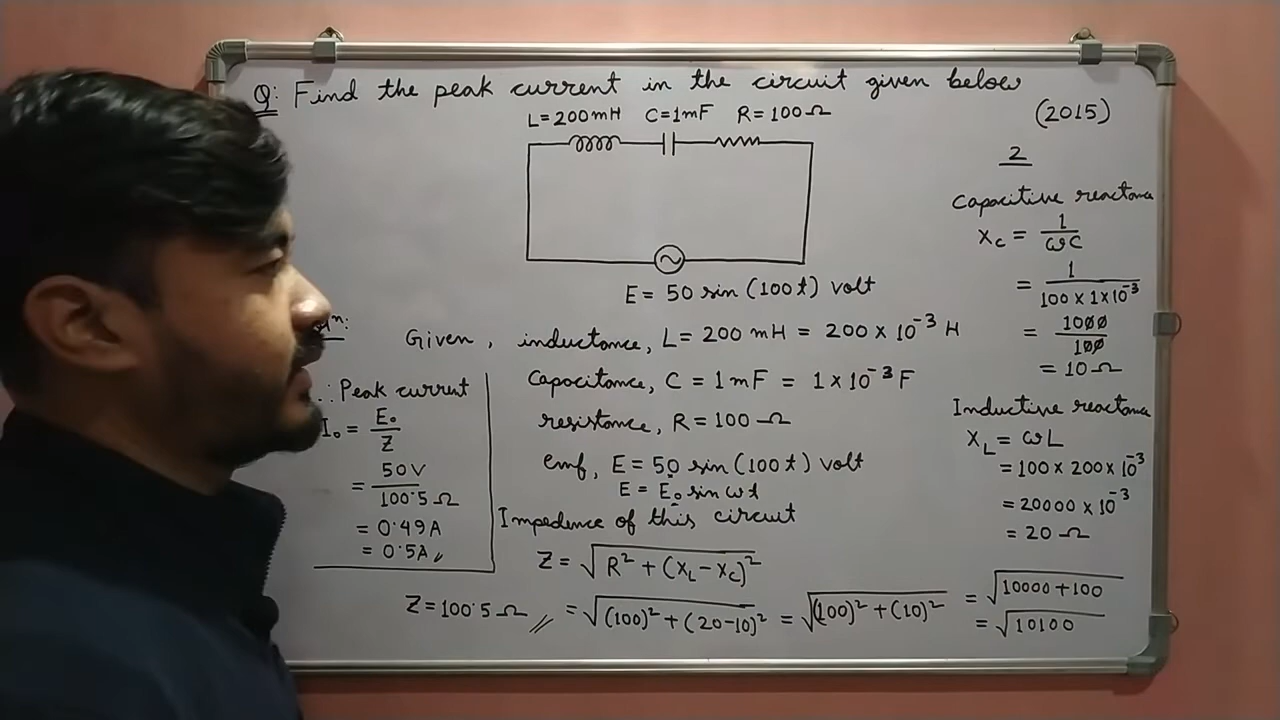 Q: Find the peak current in the circuit given below
(2015)
L=200mH C=1mF R=100Ω
2
E= 50 sin (100t) volt
Given, inductance, L= 200 mH = 200 x 10⁻³ H
Capacitance, C = 1 mF = 1 x 10⁻³ F
resistance, R = 100 Ω
emf, E = 50 sin (100t) volt
E = E₀ sin ωt
Impedence of this circuit
Z = √(R² + (X_L - X_C)²)
= √((100)² + (20-10)²) = √((100)² + (10)²) = √(10000+100)
= √(10100)
Z=100.5 Ω
∴ Peak current
I₀ = E₀/Z
= 50V/100.5 Ω
= 0.49A
= 0.5A
Capacitive reactance
X_C = 1/ωC
= 1/(100 x 1x10⁻³)
= 1000/100
= 10 Ω
Inductive reactance
X_L = ωL
= 100 x 200 x 10⁻³
= 20000 x 10⁻³
= 20 Ω